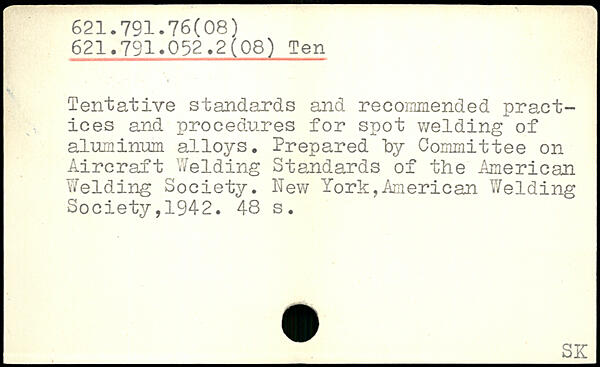 621.791.76(08)
621.791.052.2(08) Ten
Tentative standards and recommended pract-
ices and procedures for spot welding of
aluminum alloys. Prepared by Committee on
Aircraft Welding Standards of the American
Welding Society. New York,American Welding
Society,1942. 48 s.
SK